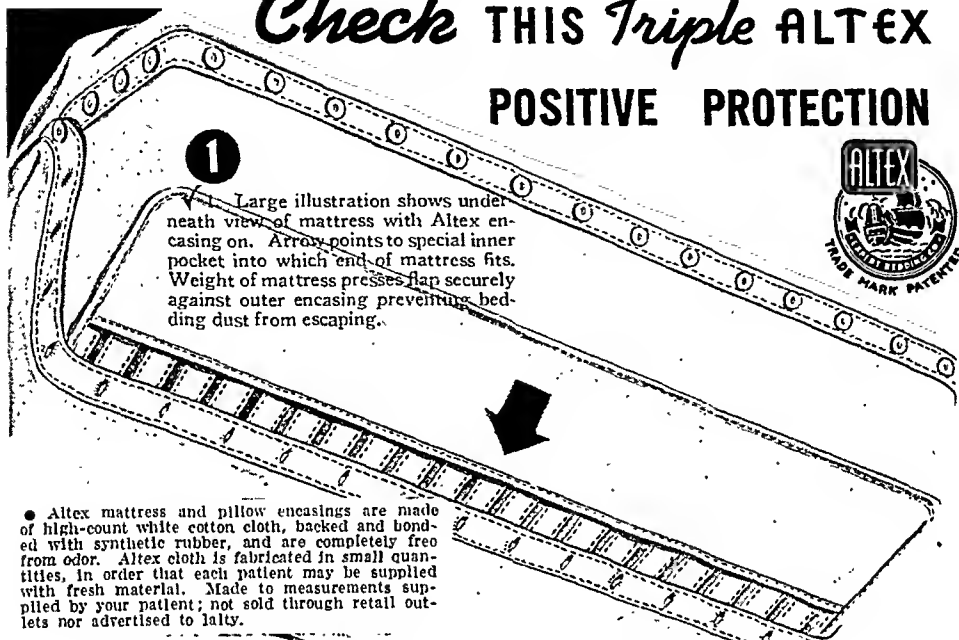 Check THIS Triple ALTEX
POSITIVE PROTECTION
ALTEX
TRADE MARK PATENTED
1
1. Large illustration shows under-
neath view of mattress with Altex en-
casing on. Arrow points to special inner
pocket into which end of mattress fits.
Weight of mattress presses flap securely
against outer encasing preventing bed-
ding dust from escaping.
● Altex mattress and pillow encasings are made
of high-count white cotton cloth, backed and bond-
ed with synthetic rubber, and are completely free
from odor. Altex cloth is fabricated in small quan-
tities, in order that each patient may be supplied
with fresh material. Made to measurements sup-
plied by your patient; not sold through retail out-
lets nor advertised to laity.